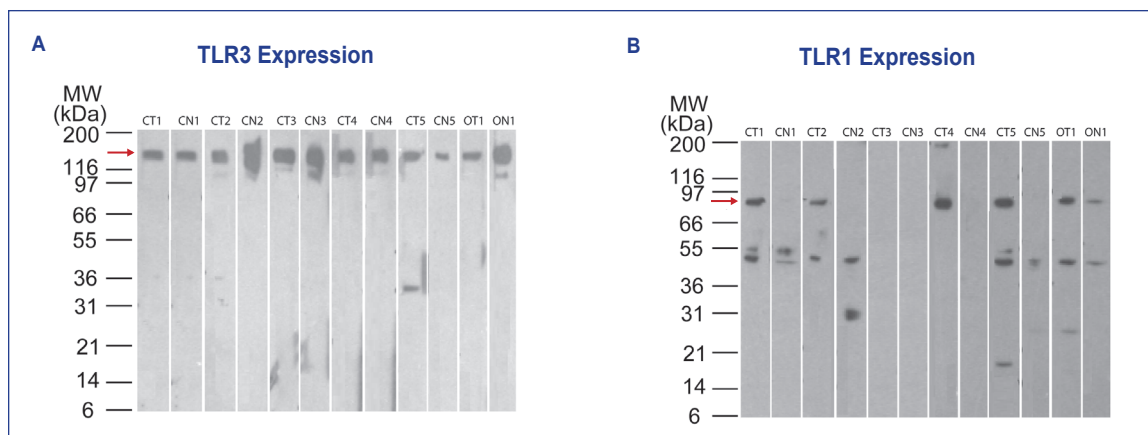 A
TLR3 Expression
MW
(kDa)
CT1 CN1 CT2 CN2 CT3 CN3 CT4 CN4 CT5 CN5 OT1 ON1
200
116
97
66
55
36
31
21
14
6
B
TLR1 Expression
MW
(kDa)
CT1 CN1 CT2 CN2 CT3 CN3 CT4 CN4 CT5 CN5 OT1 ON1
200
116
97
66
55
36
31
21
14
6